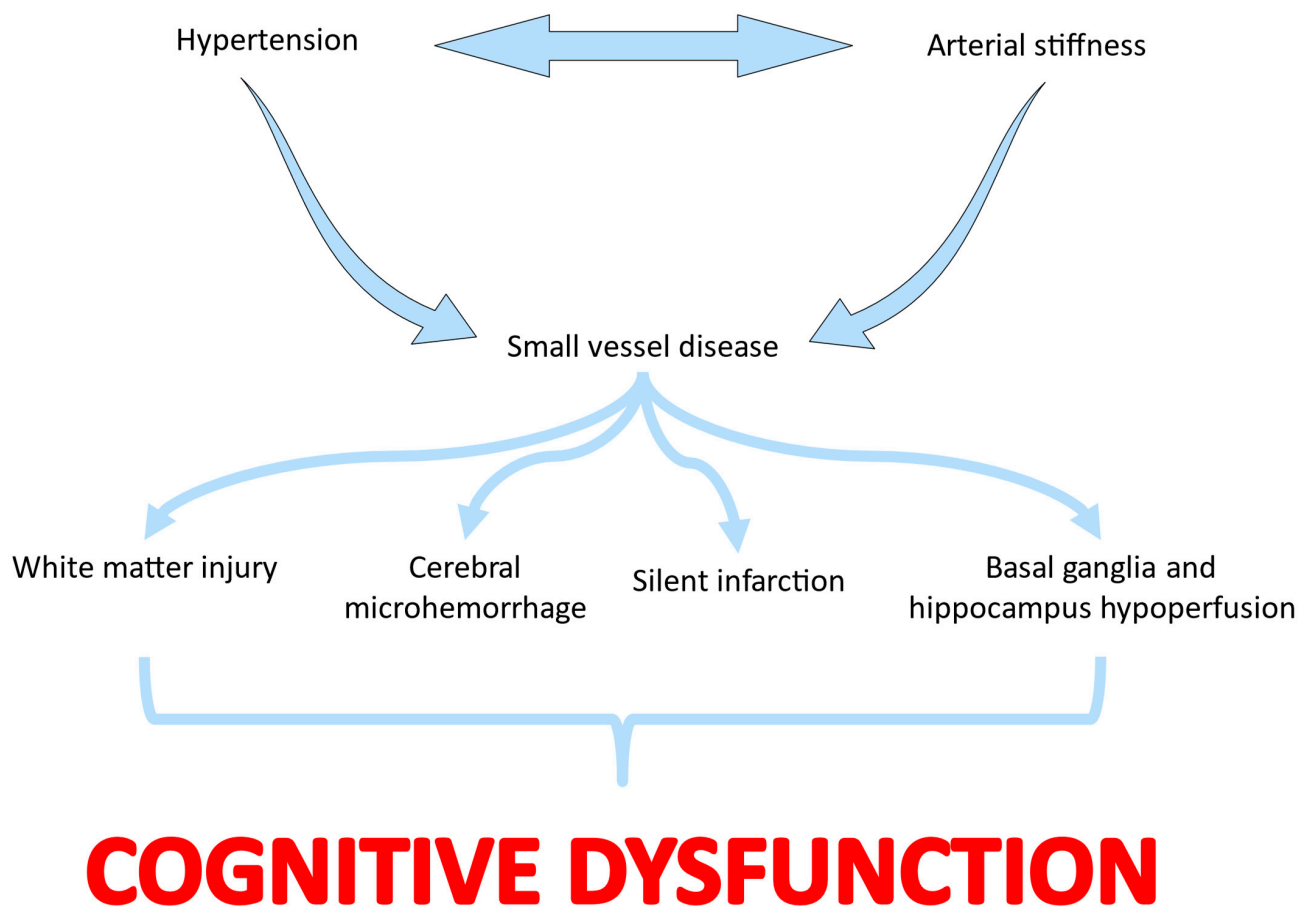 Hypertension
Arterial stiffness
Small vessel disease
White matter injury
Cerebral
microhemorrhage
Silent infarction
Basal ganglia and
hippocampus hypoperfusion
COGNITIVE DYSFUNCTION